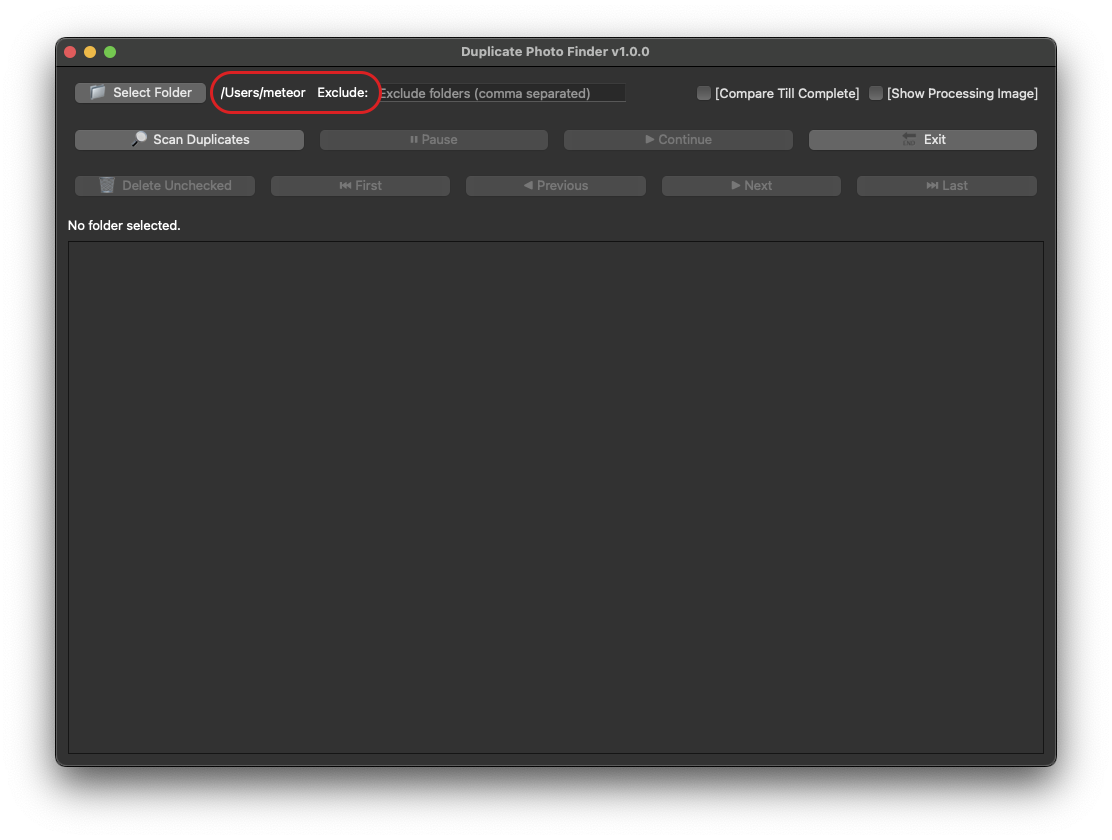 Duplicate Photo Finder v1.0.0
Select Folder /Users/meteor Exclude: Exclude folders (comma separated) [Compare Till Complete] [Show Processing Image]
Scan Duplicates Pause Continue Exit
Delete Unchecked First Previous Next Last
No folder selected.